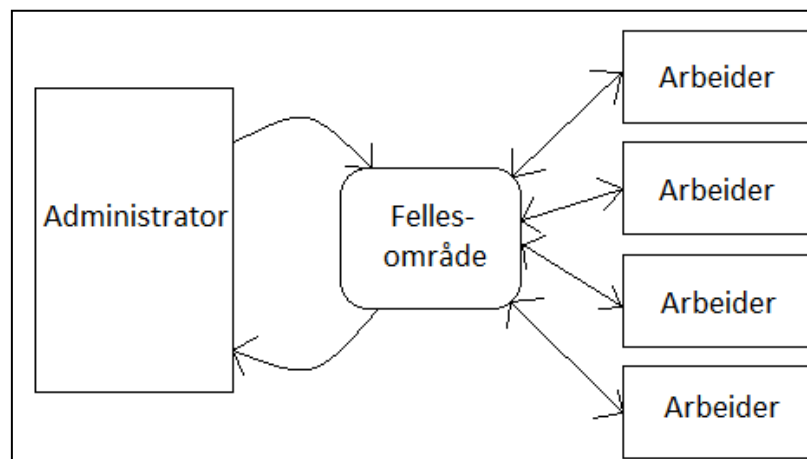 Administrator
Felles-
område
Arbeider
Arbeider
Arbeider
Arbeider